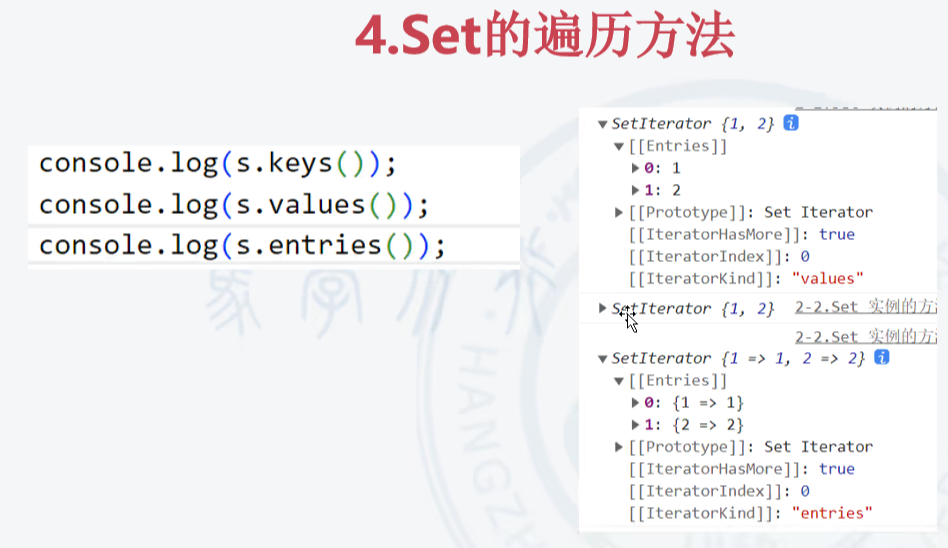 4.Set的遍历方法
console.log(s.keys());
console.log(s.values());
console.log(s.entries());
SetIterator {1, 2} i
[[Entries]]
0: 1
1: 2
[[Prototype]]: Set Iterator
[[IteratorHasMore]]: true
[[IteratorIndex]]: 0
[[IteratorKind]]: "values"
SetIterator {1, 2} 2-2.Set 实例的方
2-2.Set 实例的方
SetIterator {1 => 1, 2 => 2} i
[[Entries]]
0: {1 => 1}
1: {2 => 2}
[[Prototype]]: Set Iterator
[[IteratorHasMore]]: true
[[IteratorIndex]]: 0
[[IteratorKind]]: "entries"
HANGZH